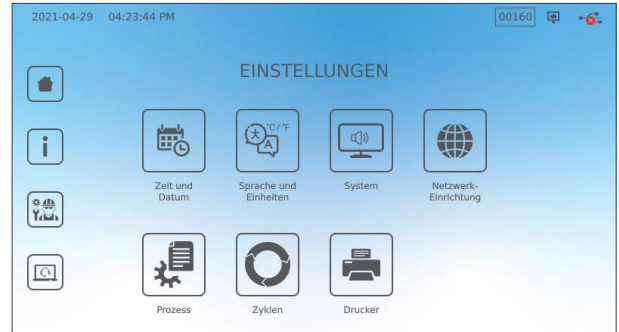 2021-04-29 04:23:44 PM 00160
EINSTELLUNGEN
°C/°F
A
Zeit und
Datum
Sprache und
Einheiten
System
Netzwerk-
Einrichtung
Prozess
Zyklen
Drucker